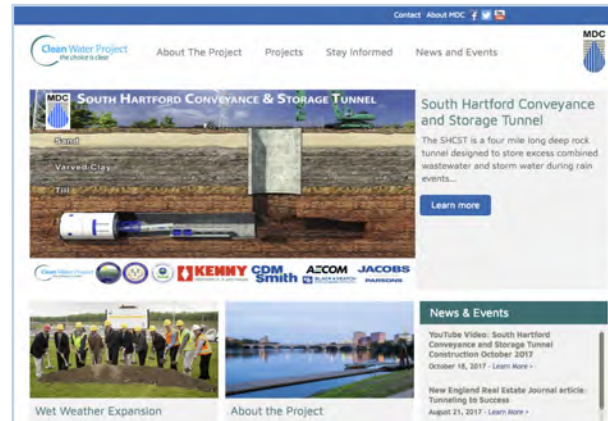 Contact About MDC
Clean Water Project
the choice is clear
About The Project
Projects
Stay Informed
News and Events
MDC
MDC
SOUTH HARTFORD CONVEYANCE & STORAGE TUNNEL
Sand
Varved Clay
Till
South Hartford Conveyance
and Storage Tunnel
The SHCST is a four mile long deep rock
tunnel designed to store excess combined
wastewater and storm water during rain
events...
Learn more
Clean Water Project
KENNY
CDM
Smith
AECOM
BLACK & VEATCH
JACOBS
PARSONS
News & Events
YouTube Video: South Hartford
Conveyance and Storage Tunnel
Construction October 2017
October 18, 2017 - Learn More »
New England Real Estate Journal article:
Tunneling to Success
August 21, 2017 - Learn More »
Wet Weather Expansion
About the Project